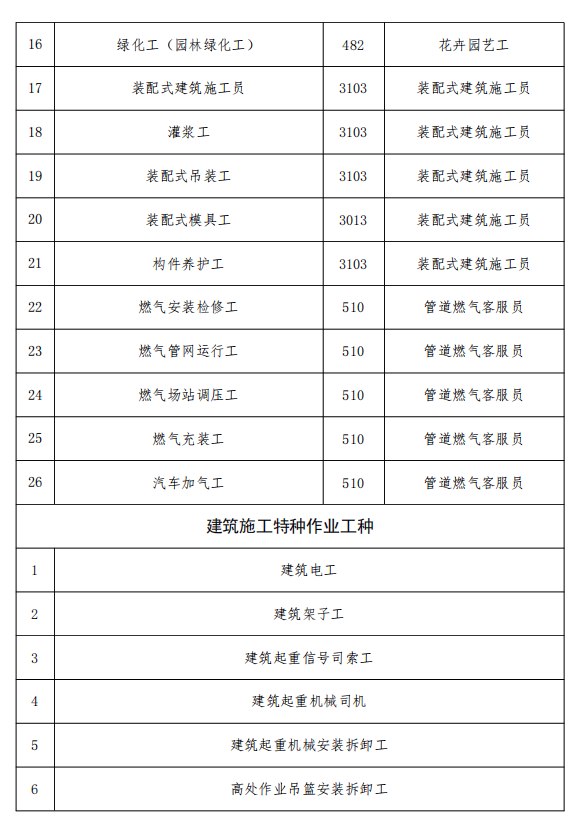 16 绿化工（园林绿化工） 482 花卉园艺工
17 装配式建筑施工员 3103 装配式建筑施工员
18 灌浆工 3103 装配式建筑施工员
19 装配式吊装工 3103 装配式建筑施工员
20 装配式模具工 3013 装配式建筑施工员
21 构件养护工 3103 装配式建筑施工员
22 燃气安装检修工 510 管道燃气客服员
23 燃气管网运行工 510 管道燃气客服员
24 燃气场站调压工 510 管道燃气客服员
25 燃气充装工 510 管道燃气客服员
26 汽车加气工 510 管道燃气客服员
建筑施工特种作业工种
1 建筑电工
2 建筑架子工
3 建筑起重信号司索工
4 建筑起重机械司机
5 建筑起重机械安装拆卸工
6 高处作业吊篮安装拆卸工